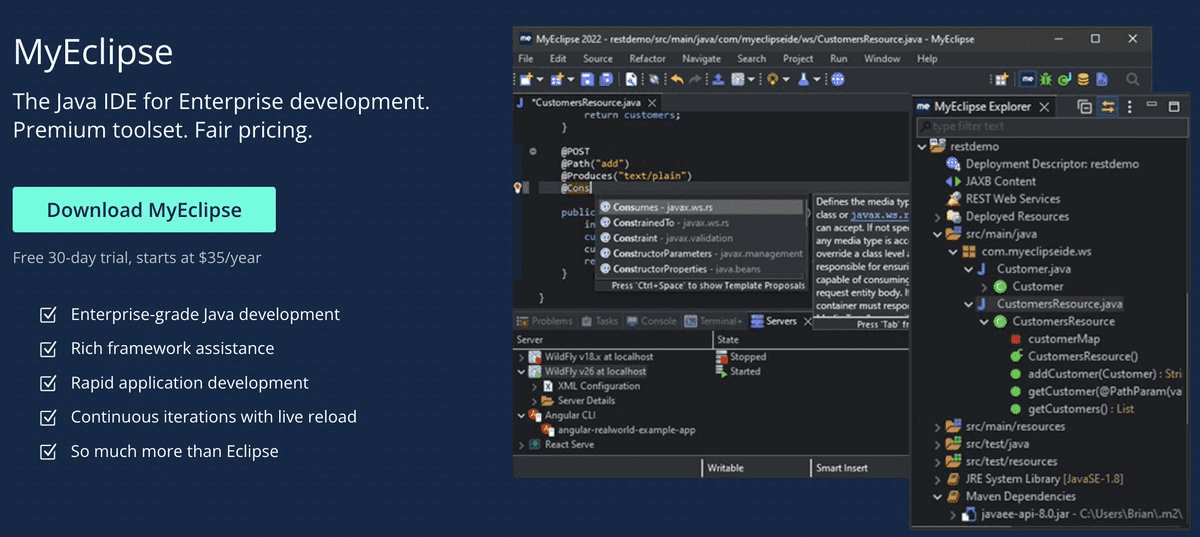 MyEclipse
The Java IDE for Enterprise development.
Premium toolset. Fair pricing.
Download MyEclipse
Free 30-day trial, starts at $35/year
Enterprise-grade Java development
Rich framework assistance
Rapid application development
Continuous iterations with live reload
So much more than Eclipse
me MyEclipse 2022 - restdemo/src/main/java/com/myeclipseide/ws/CustomersResource.java - MyEclipse
File Edit Source Refactor Navigate Search Project Run Window Help
me
*CustomersResource.java
return customers;
}
@POST
@Path("add")
@Produces("text/plain")
@Cons
public
in
cu
cu
re
}
}
Consumes - javax.ws.rs
ConstrainedTo - javax.ws.rs
Constraint - javax.validation
ConstructorParameters - javax.management
ConstructorProperties - java.beans
Press 'Ctrl+Space' to show Template Proposals
Defines the media typ
class or javax.ws.r
can accept. If not spe
any media type is acc
override a class level a
responsible for ensuri
capable of consuming
request entity body. I
container must respo
Press 'Tab' fr
Problems Tasks Console Terminal+ Servers
Server State
WildFly v18.x at localhost Stopped
WildFly v26 at localhost Started
XML Configuration
Server Details
Angular CLI
angular-realworld-example-app
React Serve
Writable Smart Insert
me MyEclipse Explorer
type filter text
restdemo
Deployment Descriptor: restdemo
JAXB Content
REST Web Services
Deployed Resources
src/main/java
com.myeclipseide.ws
Customer.java
Customer
CustomersResource.java
CustomersResource
customerMap
CustomersResource()
addCustomer(Customer) : Stri
getCustomer(@PathParam(va
getCustomers() : List
src/main/resources
src/test/java
src/test/resources
JRE System Library [JavaSE-1.8]
Maven Dependencies
javaee-api-8.0.jar - C:\Users\Brian\.m2\